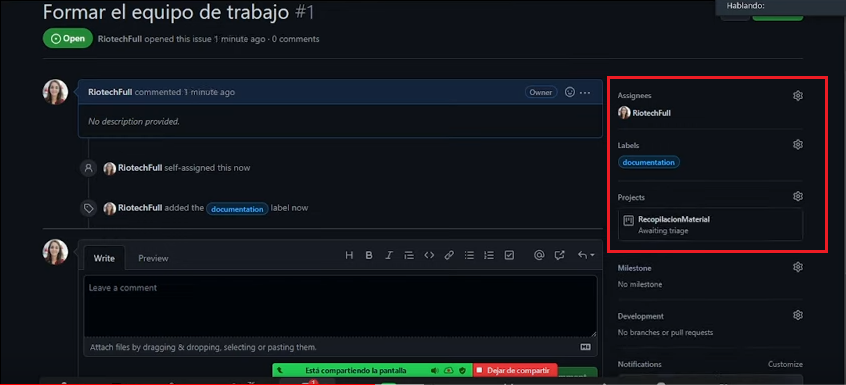 Hablando:
Formar el equipo de trabajo #1
Open
RiotechFull opened this issue 1 minute ago · 0 comments
RiotechFull commented 1 minute ago
Owner
No description provided.
RiotechFull self-assigned this now
RiotechFull added the documentation label now
Write
Preview
Leave a comment
Attach files by dragging & dropping, selecting or pasting them.
Assignees
RiotechFull
Labels
documentation
Projects
RecopilacionMaterial
Awaiting triage
Milestone
No milestone
Development
No branches or pull requests
Notifications
Customize
Está compartiendo la pantalla
Dejar de compartir